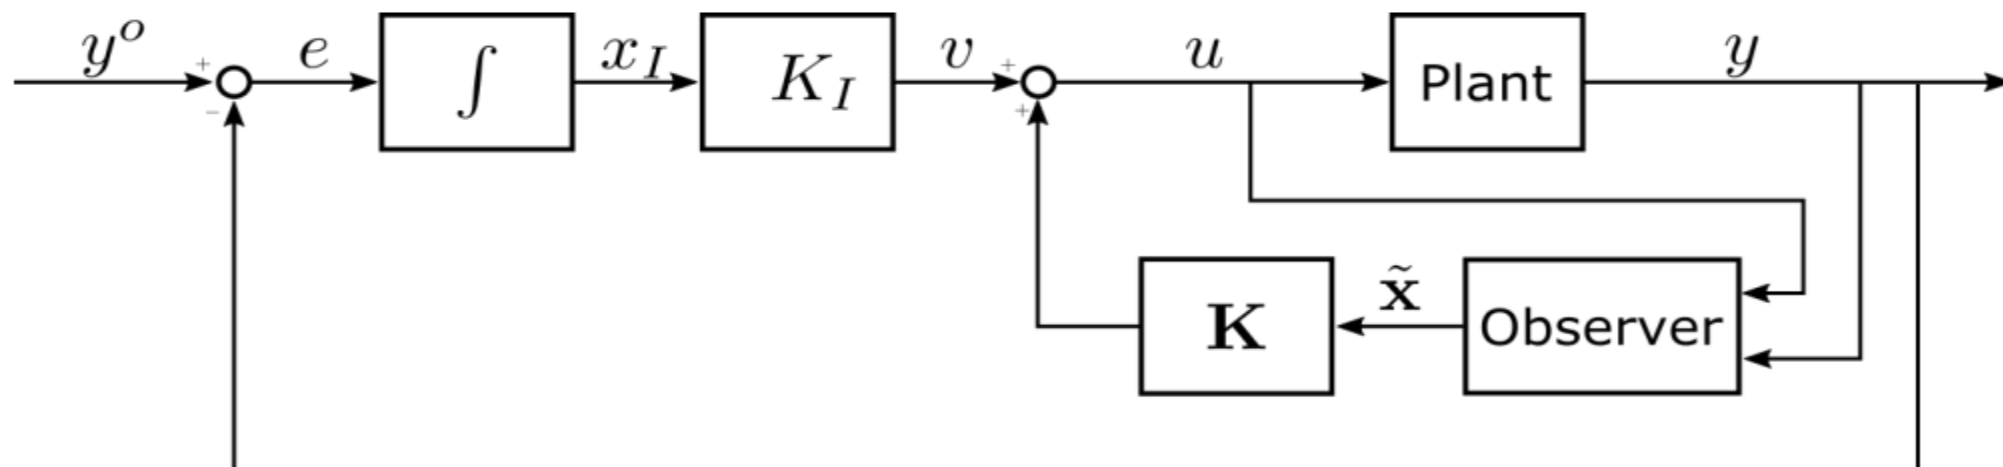 y^o + e ∫ x_I K_I v + u Plant y
-
+
K x̃ Observer